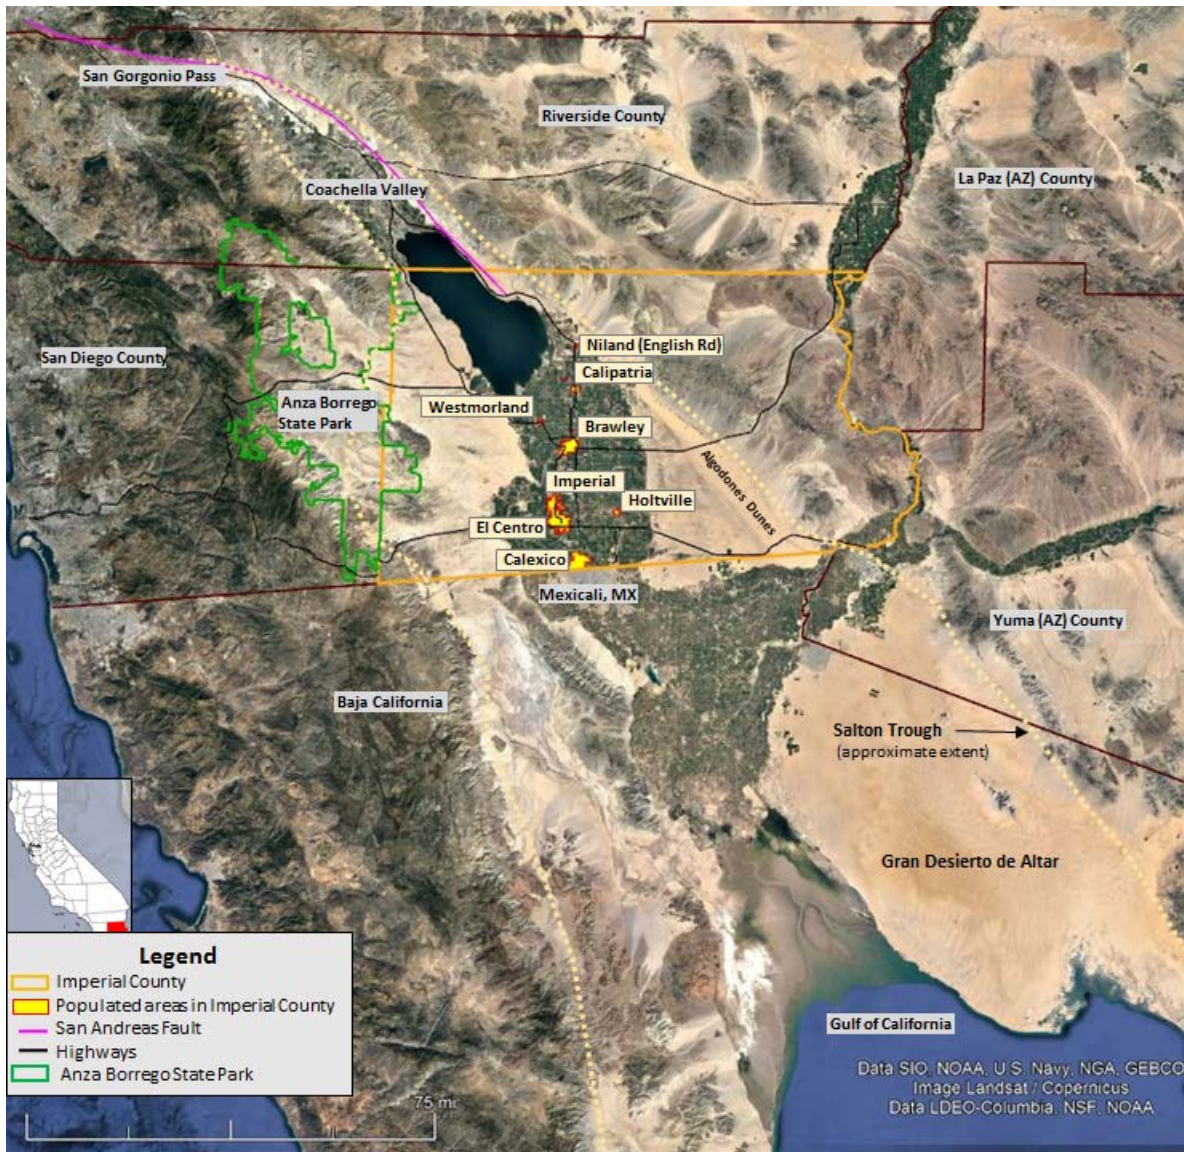 San Gorgonio Pass
Riverside County
La Paz (AZ) County
Coachella Valley
San Diego County
Niland (English Rd)
Calipatria
Anza Borrego
State Park
Westmorland
Brawley
Algodones Dunes
Imperial
Holtville
El Centro
Calexico
Mexicali, MX
Yuma (AZ) County
Baja California
Salton Trough
(approximate extent)
Gran Desierto de Altar
Gulf of California
Legend
Imperial County
Populated areas in Imperial County
San Andreas Fault
Highways
Anza Borrego State Park
75 mi
Data SIO, NOAA, U.S. Navy, NGA, GEBCO
Image Landsat / Copernicus
Data LDEO-Columbia, NSF, NOAA